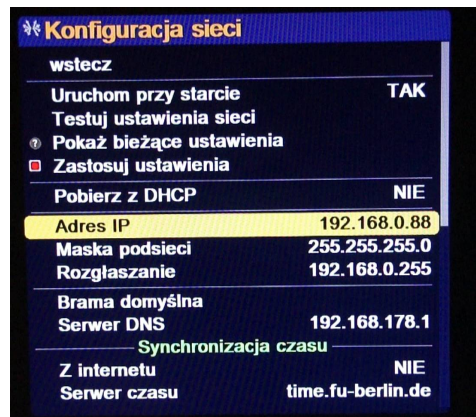 Konfiguracja sieci
wstecz
Uruchom przy starcie TAK
Testuj ustawienia sieci
Pokaż bieżące ustawienia
Zastosuj ustawienia
Pobierz z DHCP NIE
Adres IP 192.168.0.88
Maska podsieci 255.255.255.0
Rozgłaszanie 192.168.0.255
Brama domyślna
Serwer DNS 192.168.178.1
Synchronizacja czasu
Z internetu NIE
Serwer czasu time.fu-berlin.de